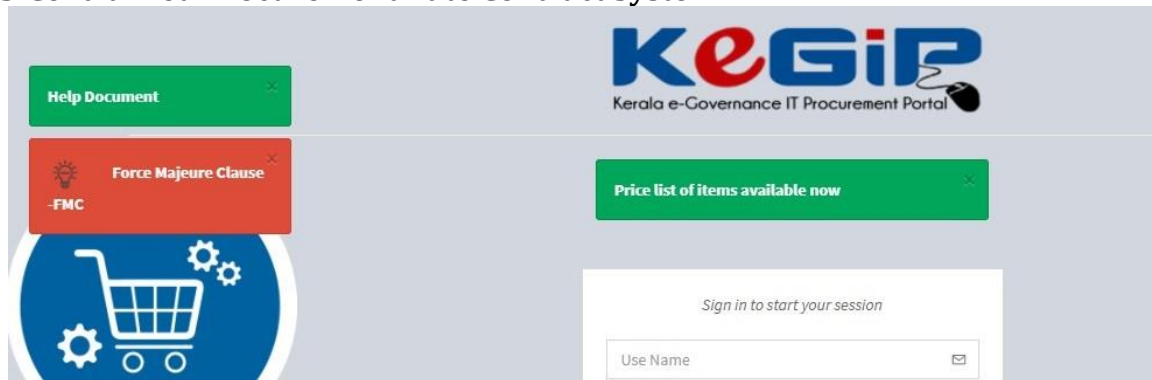 KeGiP
Kerala e-Governance IT Procurement Portal
Help Document
Force Majeure Clause
-FMC
Price list of items available now
Sign in to start your session
Use Name